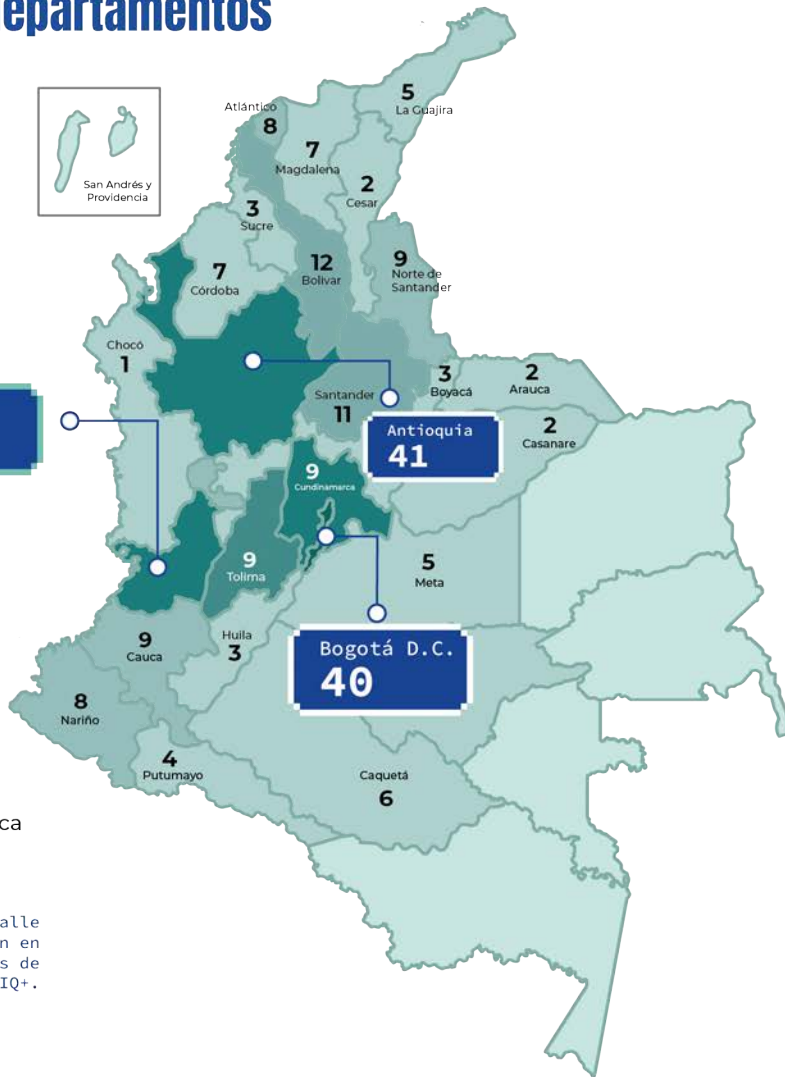 epartamentos
5
La Guajira
Atlántico
8
7
Magdalena
2
Cesar
San Andrés y
Providencia
3
Sucre
12
Bolivar
9
Norte de
Santander
7
Córdoba
Chocó
1
3
Boyacá
2
Arauca
Santander
11
Antioquia
41
2
Casanare
9
Cundinamarca
9
Tolima
5
Meta
9
Cauca
Huila
3
Bogotá D.C.
40
8
Nariño
4
Putumayo
Caquetá
6
ca
alle
n en
s de
IQ+.